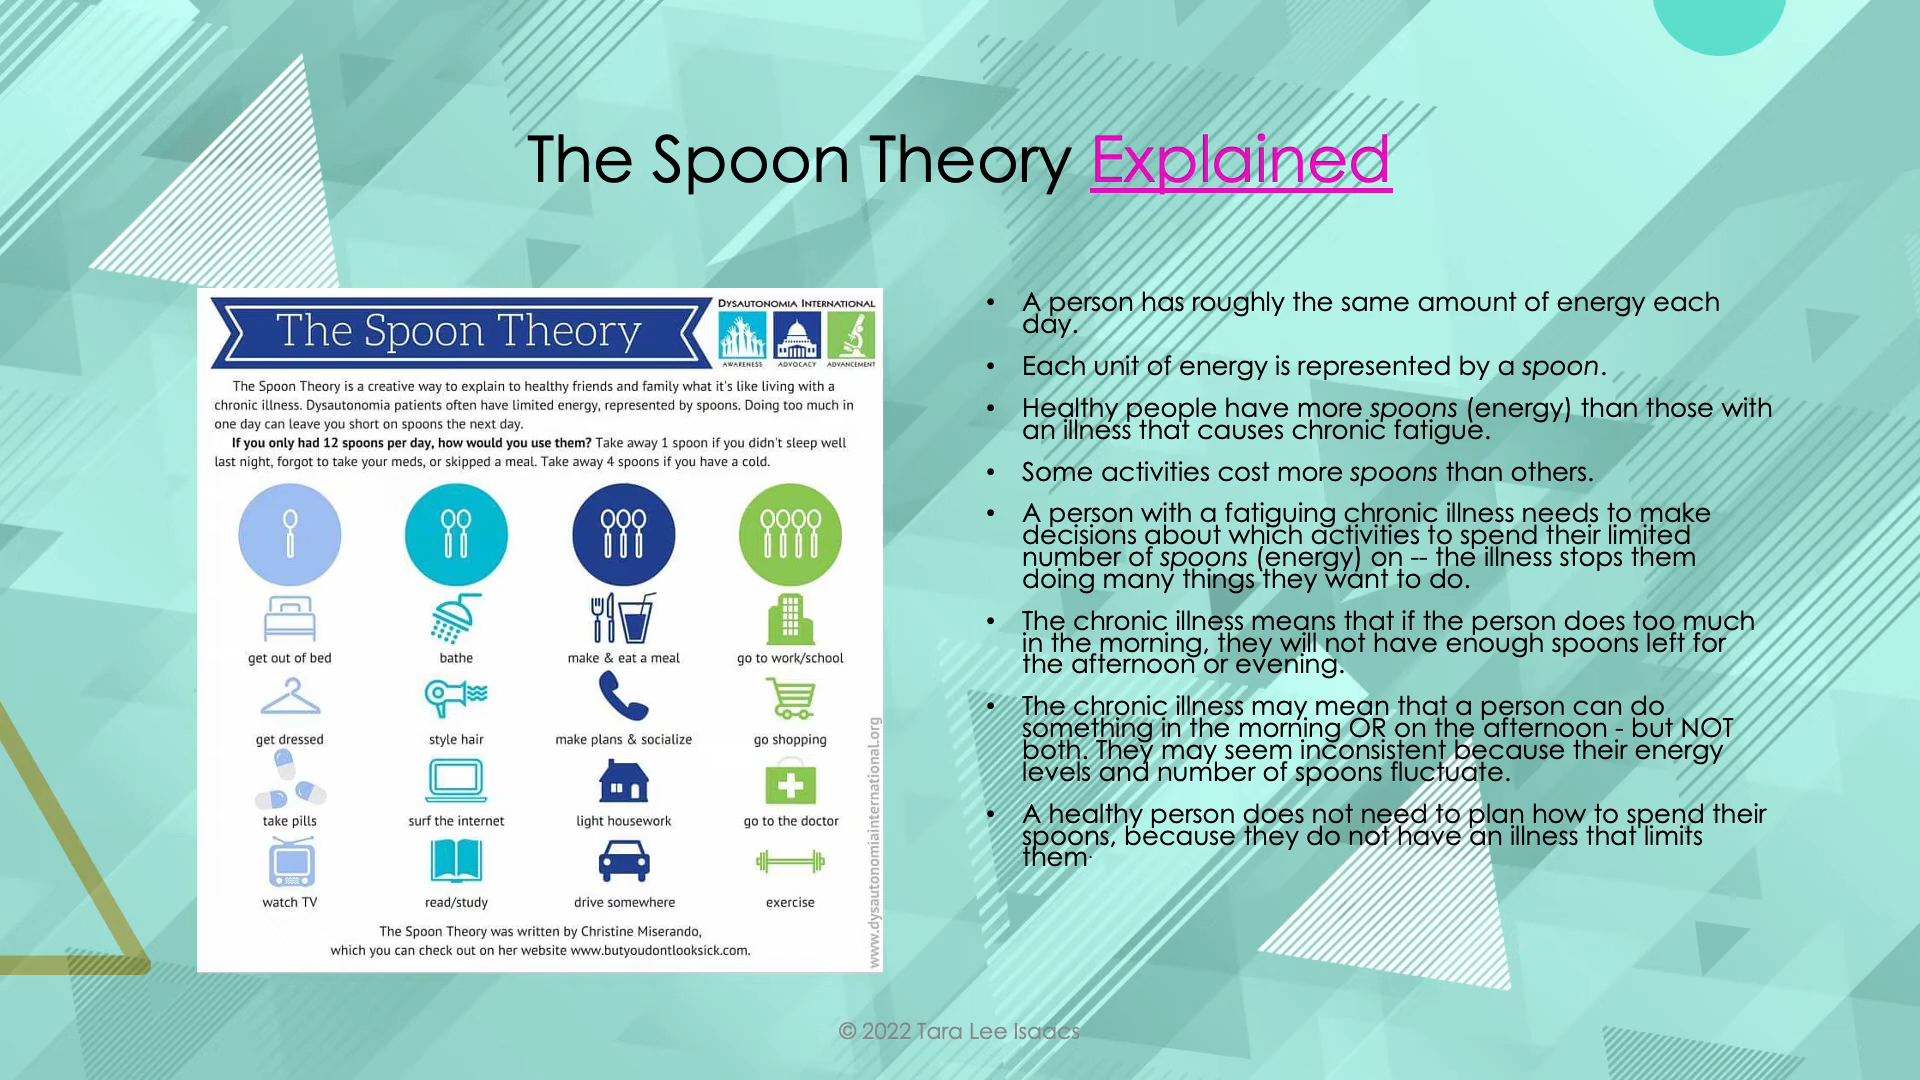 The Spoon Theory Explained
The Spoon Theory
DYSAUTONOMIA INTERNATIONAL
AWARENESS ADVOCACY ADVANCEMENT
The Spoon Theory is a creative way to explain to healthy friends and family what it's like living with a
chronic illness. Dysautonomia patients often have limited energy, represented by spoons. Doing too much in
one day can leave you short on spoons the next day.
If you only had 12 spoons per day, how would you use them? Take away 1 spoon if you didn't sleep well
last night, forgot to take your meds, or skipped a meal. Take away 4 spoons if you have a cold.
get out of bed bathe make & eat a meal go to work/school
get dressed style hair make plans & socialize go shopping
take pills surf the internet light housework go to the doctor
watch TV read/study drive somewhere exercise
The Spoon Theory was written by Christine Miserando,
which you can check out on her website www.butyoudontlooksick.com.
www.dysautonomiainternational.org
• A person has roughly the same amount of energy each
day.
• Each unit of energy is represented by a spoon.
• Healthy people have more spoons (energy) than those with
an illness that causes chronic fatigue.
• Some activities cost more spoons than others.
• A person with a fatiguing chronic illness needs to make
decisions about which activities to spend their limited
number of spoons (energy) on -- the illness stops them
doing many things they want to do.
• The chronic illness means that if the person does too much
in the morning, they will not have enough spoons left for
the afternoon or evening.
• The chronic illness may mean that a person can do
something in the morning OR on the afternoon - but NOT
both. They may seem inconsistent because their energy
levels and number of spoons fluctuate.
• A healthy person does not need to plan how to spend their
spoons, because they do not have an illness that limits
them.
© 2022 Tara Lee Isaacs